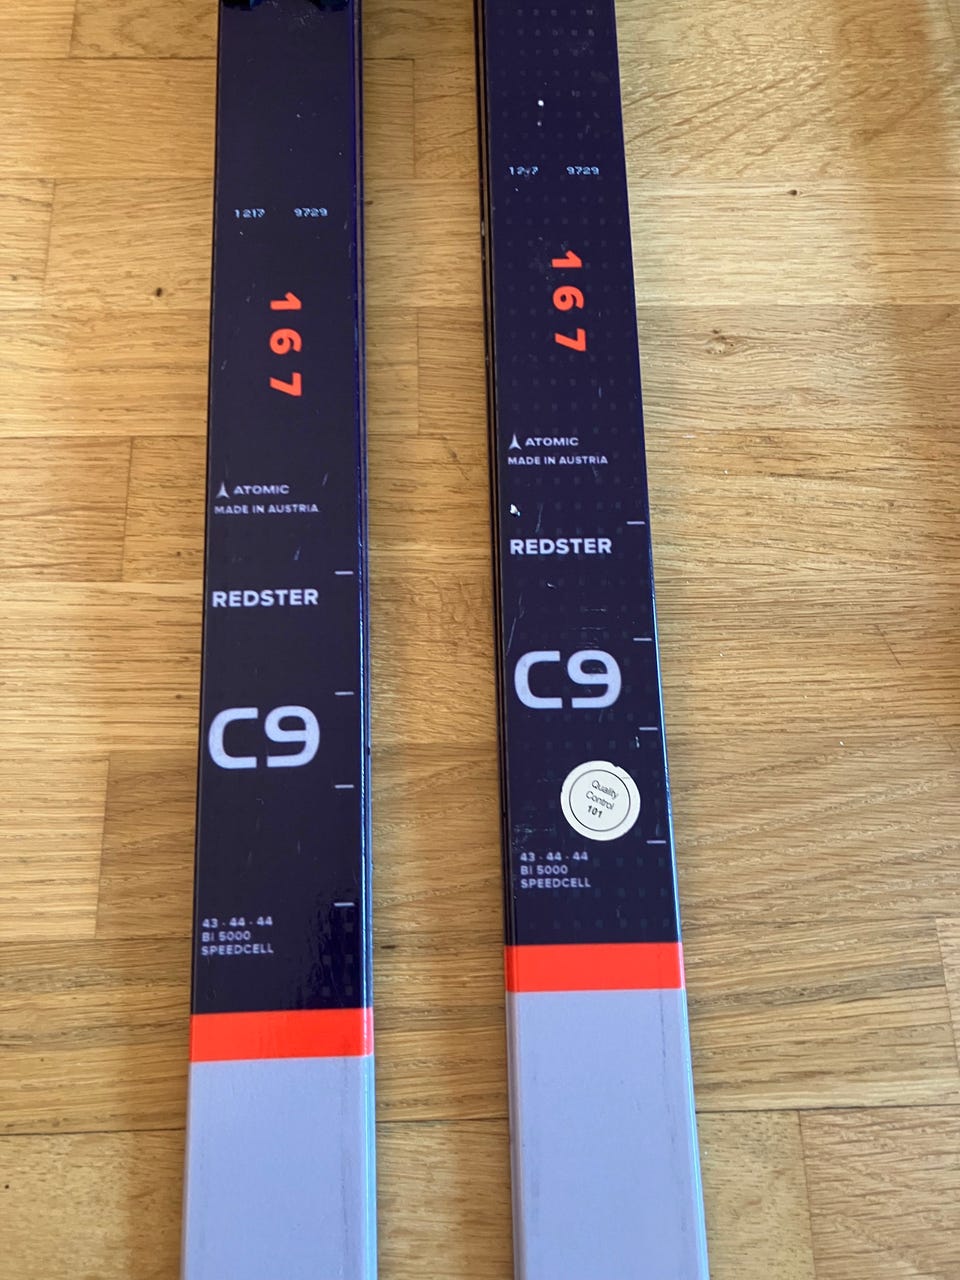 1217 9729
167
ATOMIC
MADE IN AUSTRIA
REDSTER
C9
43 - 44 - 44
BI 5000
SPEEDCELL
9729
167
ATOMIC
MADE IN AUSTRIA
REDSTER
C9
Quality
Control
101
43 - 44 - 44
BI 5000
SPEEDCELL